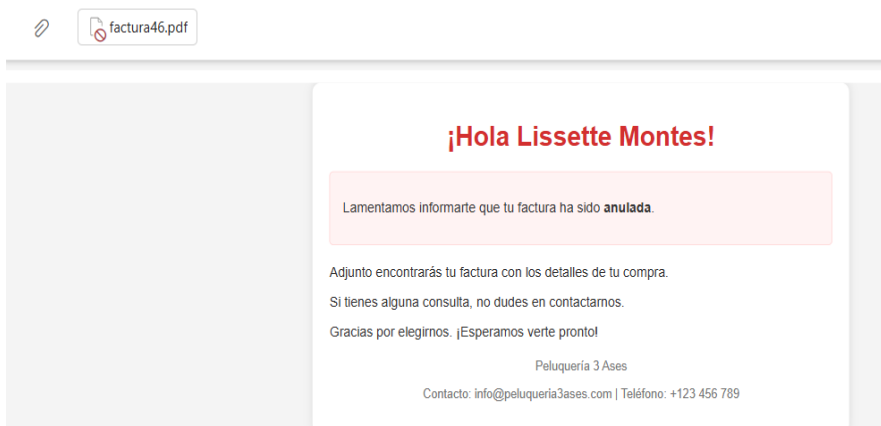 factura46.pdf
¡Hola Lissette Montes!
Lamentamos informarte que tu factura ha sido anulada.
Adjunto encontrarás tu factura con los detalles de tu compra.
Si tienes alguna consulta, no dudes en contactarnos.
Gracias por elegirnos. ¡Esperamos verte pronto!
Peluquería 3 Ases
Contacto: info@peluqueria3ases.com | Teléfono: +123 456 789